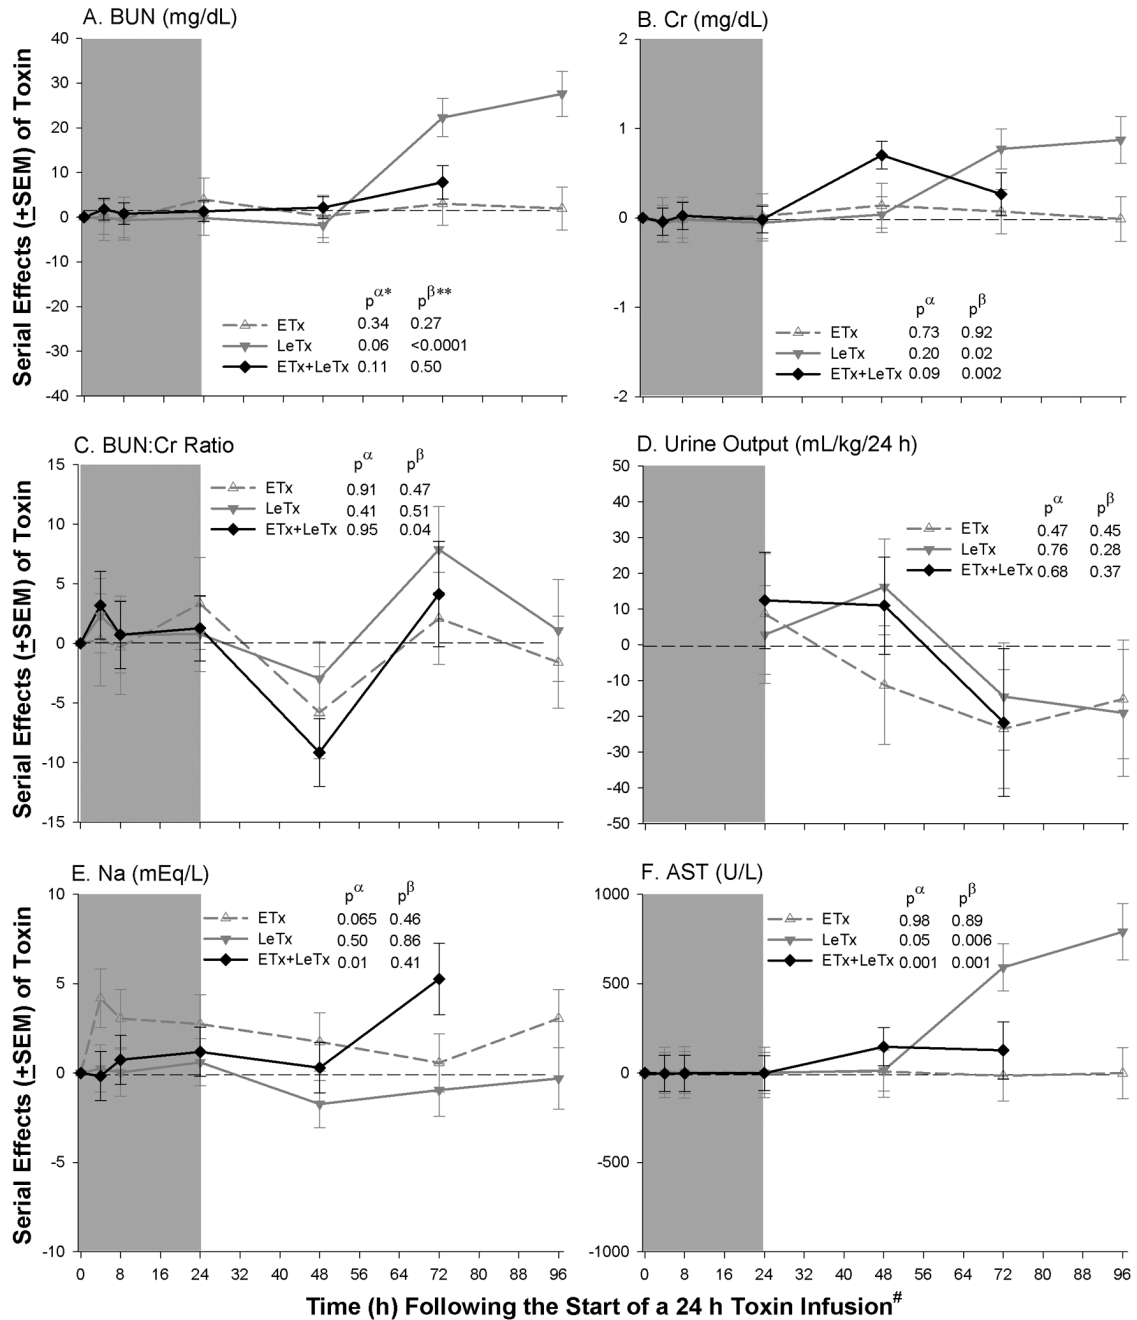 A. BUN (mg/dL)
B. Cr (mg/dL)
Serial Effects (±SEM) of Toxin
40
30
20
10
0
-10
-20
-30
-40
pα* pβ**
ETx 0.34 0.27
LeTx 0.06 <0.0001
ETx+LeTx 0.11 0.50
2
1
0
-1
-2
pα pβ
ETx 0.73 0.92
LeTx 0.20 0.02
ETx+LeTx 0.09 0.002
C. BUN:Cr Ratio
D. Urine Output (mL/kg/24 h)
Serial Effects (±SEM) of Toxin
15
10
5
0
-5
-10
-15
pα pβ
ETx 0.91 0.47
LeTx 0.41 0.51
ETx+LeTx 0.95 0.04
50
40
30
20
10
0
-10
-20
-30
-40
-50
pα pβ
ETx 0.47 0.45
LeTx 0.76 0.28
ETx+LeTx 0.68 0.37
E. Na (mEq/L)
F. AST (U/L)
Serial Effects (±SEM) of Toxin
10
5
0
-5
-10
pα pβ
ETx 0.065 0.46
LeTx 0.50 0.86
ETx+LeTx 0.01 0.41
0 8 16 24 32 40 48 56 64 72 80 88 96
1000
500
0
-500
-1000
pα pβ
ETx 0.98 0.89
LeTx 0.05 0.006
ETx+LeTx 0.001 0.001
0 8 16 24 32 40 48 56 64 72 80 88 96
Time (h) Following the Start of a 24 h Toxin Infusion#